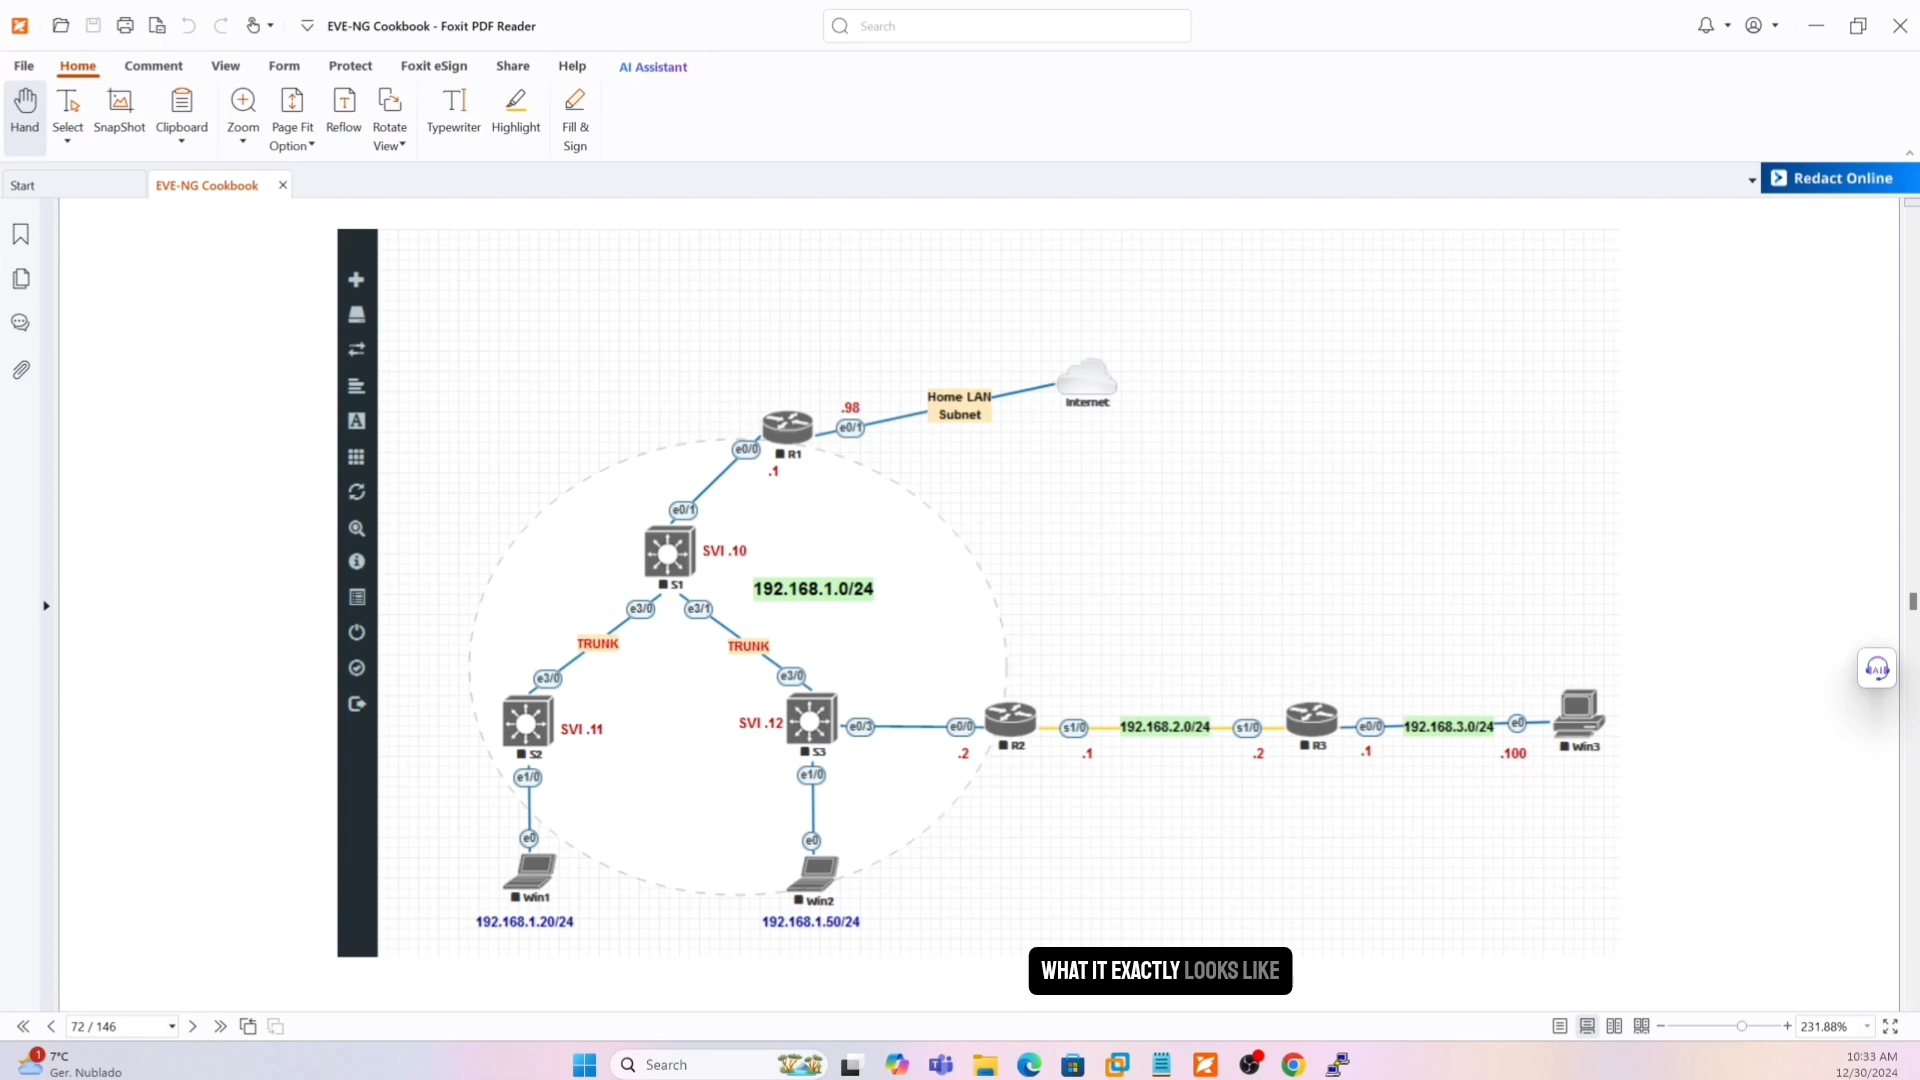 EVE-NG Cookbook - Foxit PDF Reader
Search
File
Home
Comment
View
Form
Protect
Foxit eSign
Share
Help
AI Assistant
Hand
Select
SnapShot
Clipboard
Zoom
Page Fit
Option
Reflow
Rotate
View
Typewriter
Highlight
Fill &
Sign
Start
EVE-NG Cookbook
Redact Online
Internet
Home LAN
Subnet
.98
e0/1
e0/0
R1
.1
e0/1
SVI .10
S1
192.168.1.0/24
e3/0
e3/1
TRUNK
TRUNK
e3/0
e3/0
SVI .11
S2
SVI .12
S3
e0/3
e0/0
.2
R2
s1/0
.1
192.168.2.0/24
s1/0
.2
R3
e0/0
.1
192.168.3.0/24
e0
.100
Win3
e1/0
e1/0
e0
e0
Win1
Win2
192.168.1.20/24
192.168.1.50/24
AI
WHAT IT EXACTLY LOOKS LIKE
72 / 146
231.88%
1
7°C
Ger. Nublado
Search
10:33 AM
12/30/2024